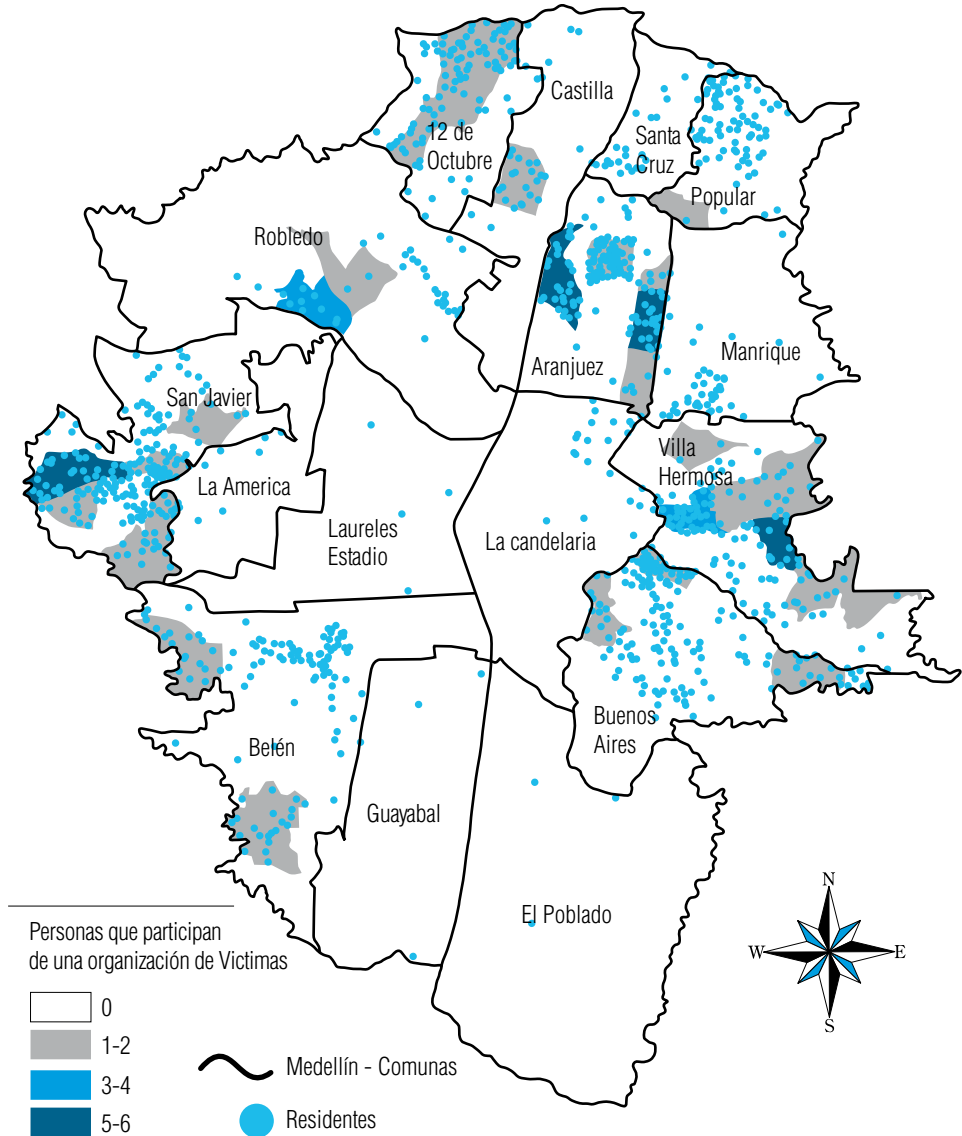 Castilla
12 de
Octubre
Santa
Cruz
Popular
Robledo
Aranjuez
Manrique
San Javier
Villa
Hermosa
La America
Laureles
Estadio
La candelaria
Buenos
Aires
Belén
Guayabal
El Poblado
N
W
E
S
Personas que participan
de una organización de Victimas
0
1-2
3-4
5-6
Medellín - Comunas
Residentes